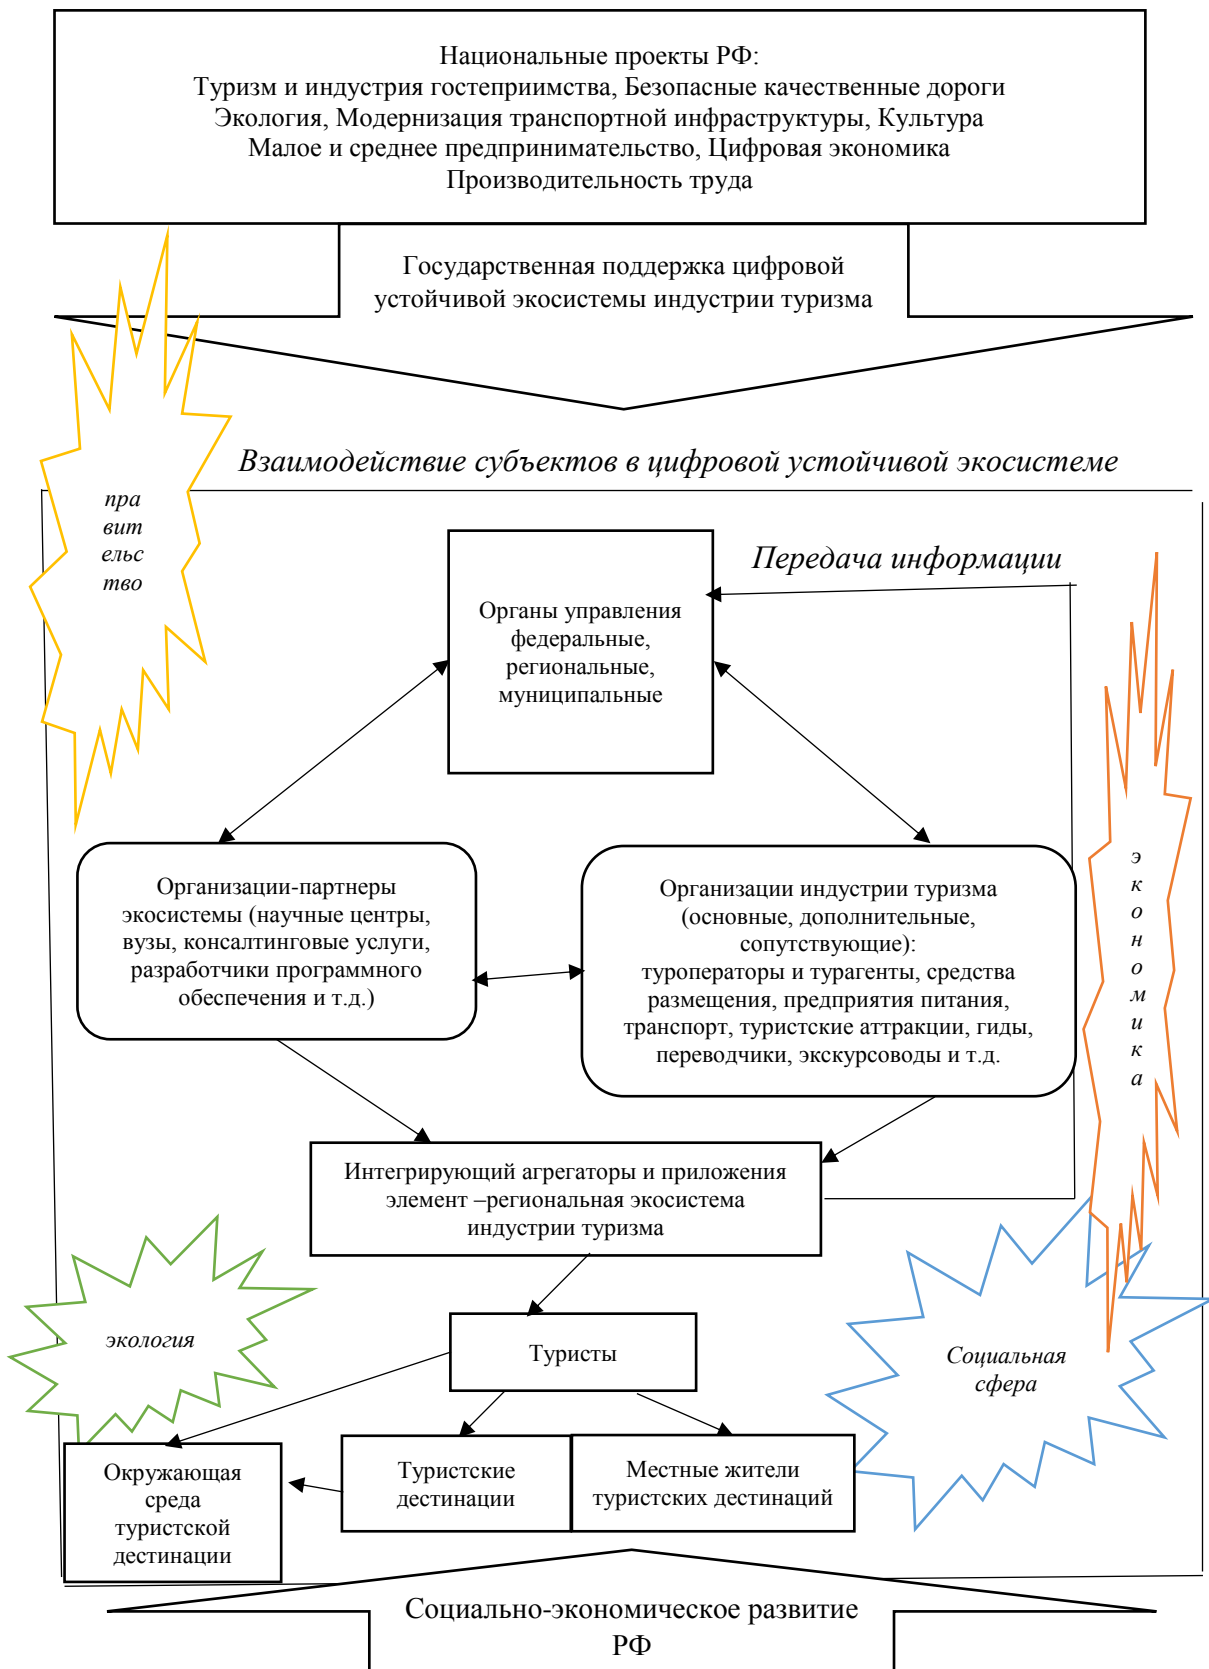 Национальные проекты РФ:
Туризм и индустрия гостеприимства, Безопасные качественные дороги
Экология, Модернизация транспортной инфраструктуры, Культура
Малое и среднее предпринимательство, Цифровая экономика
Производительность труда
Государственная поддержка цифровой
устойчивой экосистемы индустрии туризма
Взаимодействие субъектов в цифровой устойчивой экосистеме
пра
вит
ельс
тво
Передача информации
Органы управления
федеральные,
региональные,
муниципальные
Организации-партнеры
экосистемы (научные центры,
вузы, консалтинговые услуги,
разработчики программного
обеспечения и т.д.)
Организации индустрии туризма
(основные, дополнительные,
сопутствующие):
туроператоры и турагенты, средства
размещения, предприятия питания,
транспорт, туристские аттракции, гиды,
переводчики, экскурсоводы и т.д.
э
к
о
н
о
м
и
к
а
Интегрирующий агрегаторы и приложения
элемент –региональная экосистема
индустрии туризма
экология
Туристы
Социальная
сфера
Окружающая
среда
туристской
дестинации
Туристские
дестинации
Местные жители
туристских дестинаций
Социально-экономическое развитие
РФ